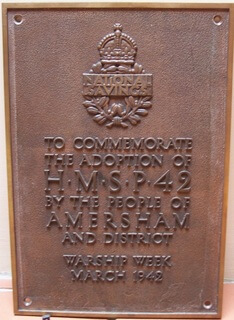 NATIONAL
SAVINGS
TO COMMEMORATE
THE ADOPTION OF
H·M·S·P·42
BY THE PEOPLE OF
AMERSHAM
AND DISTRICT
WARSHIP WEEK
MARCH 1942